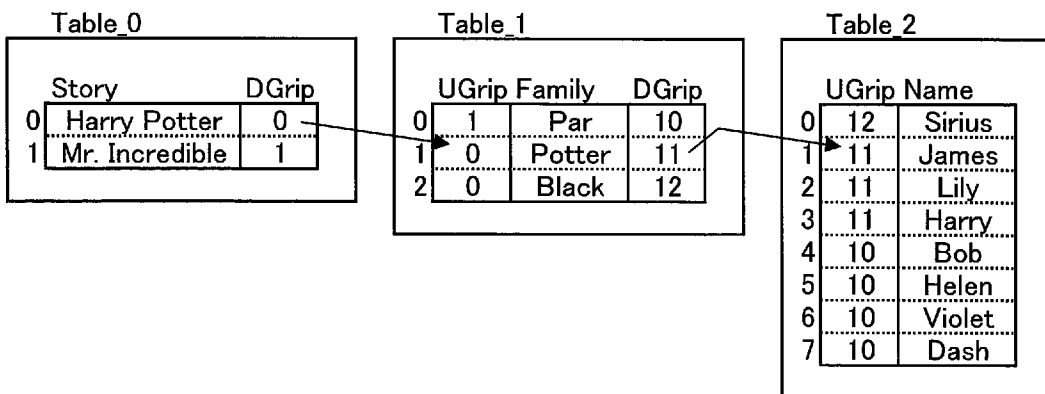 Table_0
Story DGrip
0 Harry Potter 0
1 Mr. Incredible 1
Table_1
UGrip Family DGrip
0 1 Par 10
1 0 Potter 11
2 0 Black 12
Table_2
UGrip Name
0 12 Sirius
1 11 James
2 11 Lily
3 11 Harry
4 10 Bob
5 10 Helen
6 10 Violet
7 10 Dash